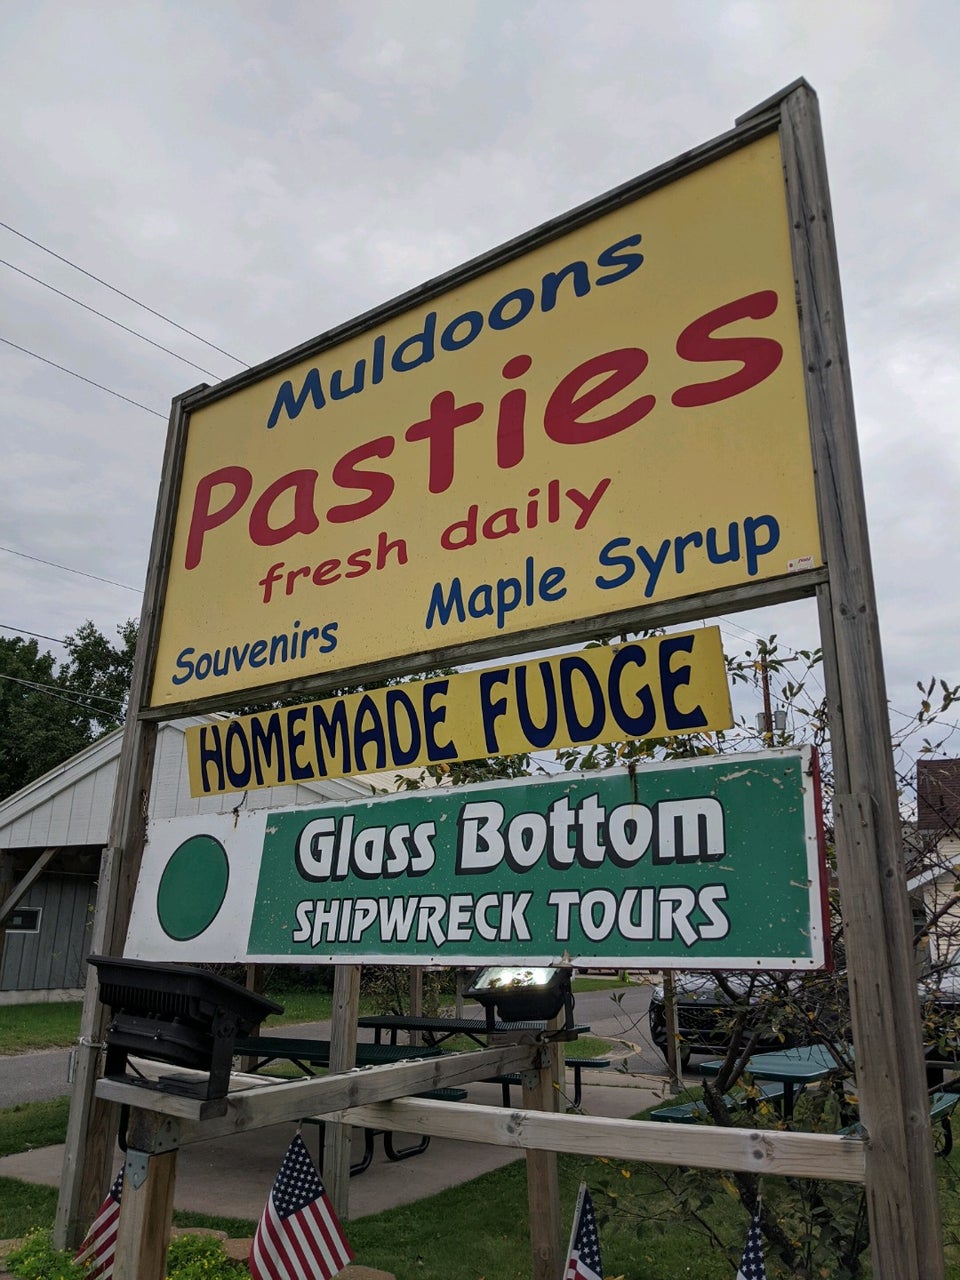 Muldoons
Pasties
fresh daily
Souvenirs Maple Syrup
HOMEMADE FUDGE
Glass Bottom
SHIPWRECK TOURS